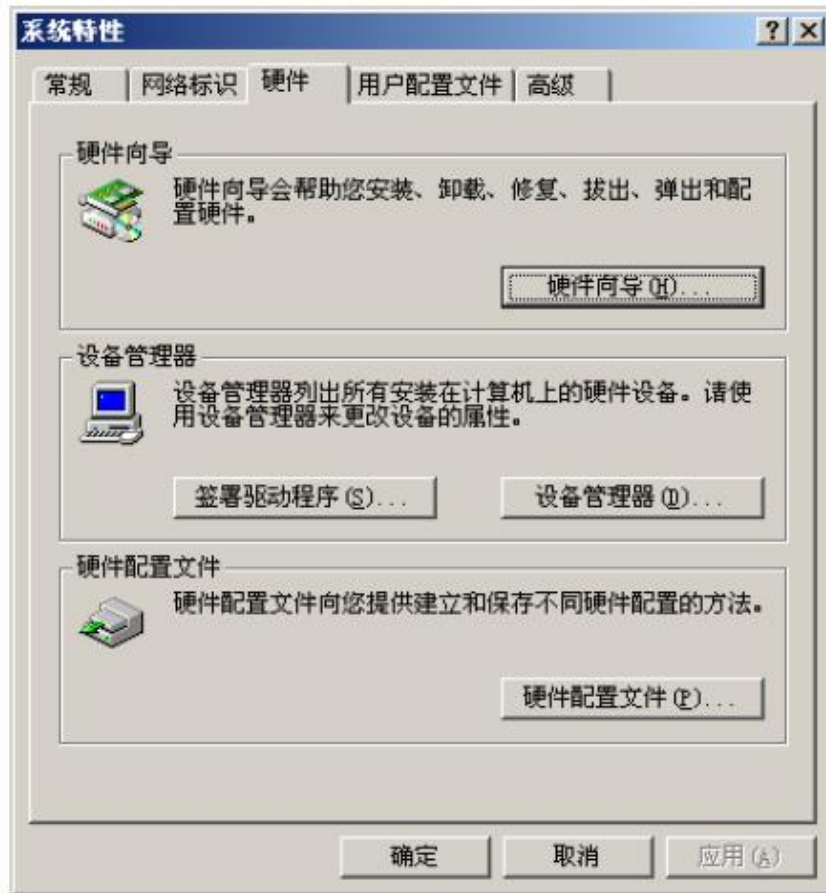 系统特性
常规 网络标识 硬件 用户配置文件 高级
硬件向导
硬件向导会帮助您安装、卸载、修复、拔出、弹出和配
置硬件。
硬件向导(H)...
设备管理器
设备管理器列出所有安装在计算机上的硬件设备。请使
用设备管理器来更改设备的属性。
签署驱动程序(S)... 设备管理器(D)...
硬件配置文件
硬件配置文件向您提供建立和保存不同硬件配置的方法。
硬件配置文件(P)...
确定 取消 应用(A)